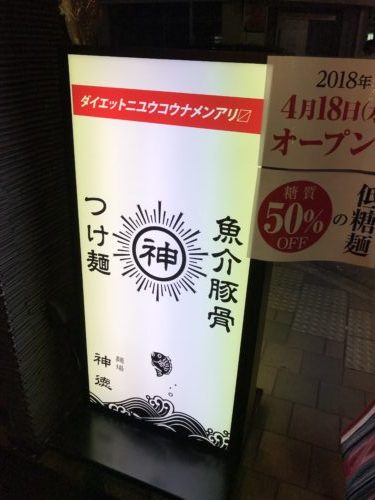 ダイエットニユウコウナメンアリ〼
魚介豚骨
つけ麺
神
麺場
神德
2018年
4月18日(
オープン
糖質
50%
OFF
の
低糖麺